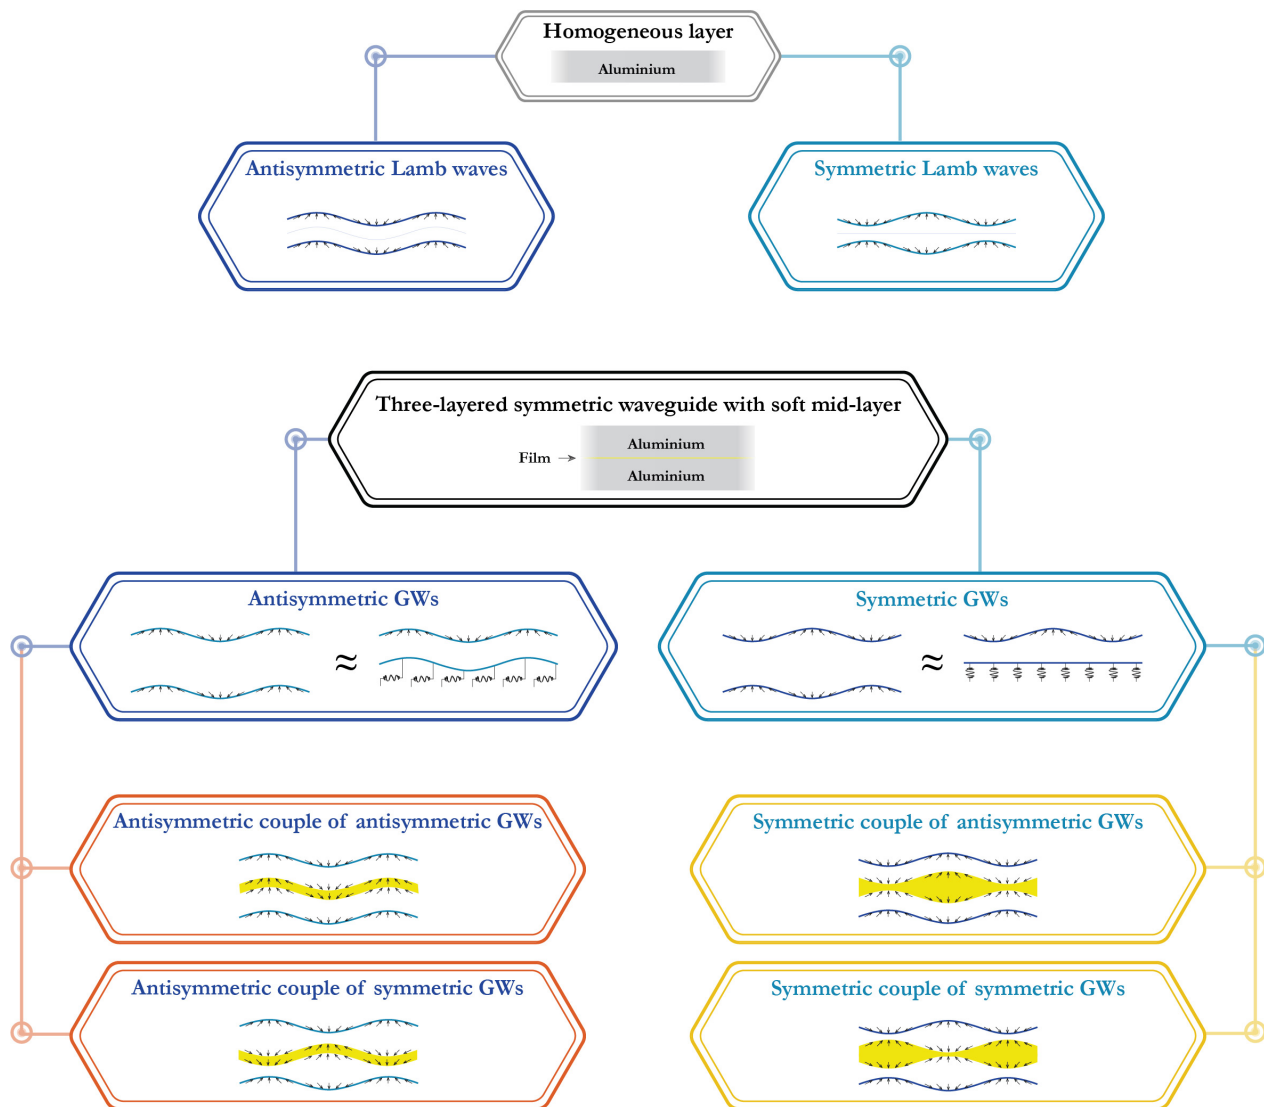 Homogeneous layer
Aluminium
Antisymmetric Lamb waves
Symmetric Lamb waves
Three-layered symmetric waveguide with soft mid-layer
Aluminium
Film
Aluminium
Antisymmetric GWs
≈
Symmetric GWs
≈
Antisymmetric couple of antisymmetric GWs
Symmetric couple of antisymmetric GWs
Antisymmetric couple of symmetric GWs
Symmetric couple of symmetric GWs